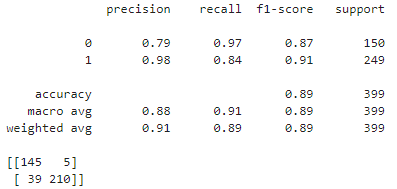 precision recall f1-score support
0 0.79 0.97 0.87 150
1 0.98 0.84 0.91 249
accuracy 0.89 399
macro avg 0.88 0.91 0.89 399
weighted avg 0.91 0.89 0.89 399
[[145 5]
[ 39 210]]